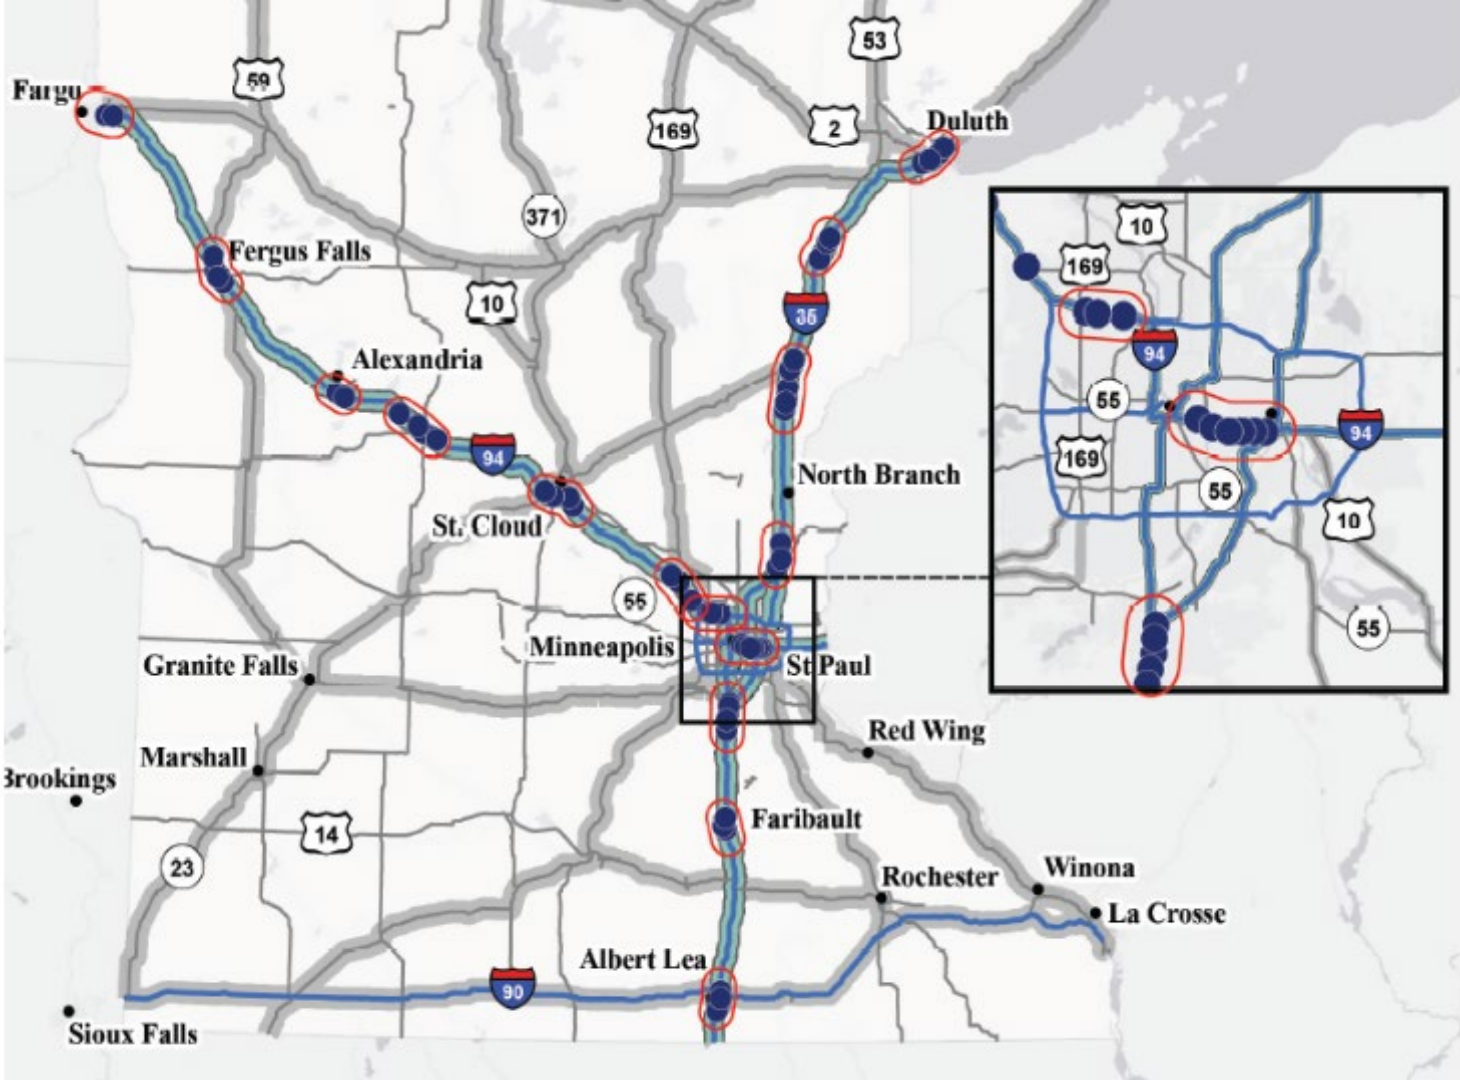 53
59
Fargo
169
2
Duluth
371
10
169
Fergus Falls
10
35
94
Alexandria
55
94
94
169
North Branch
55
St. Cloud
10
55
55
Minneapolis
St Paul
Granite Falls
Red Wing
Marshall
Brookings
Faribault
14
23
Winona
Rochester
La Crosse
Albert Lea
90
Sioux Falls